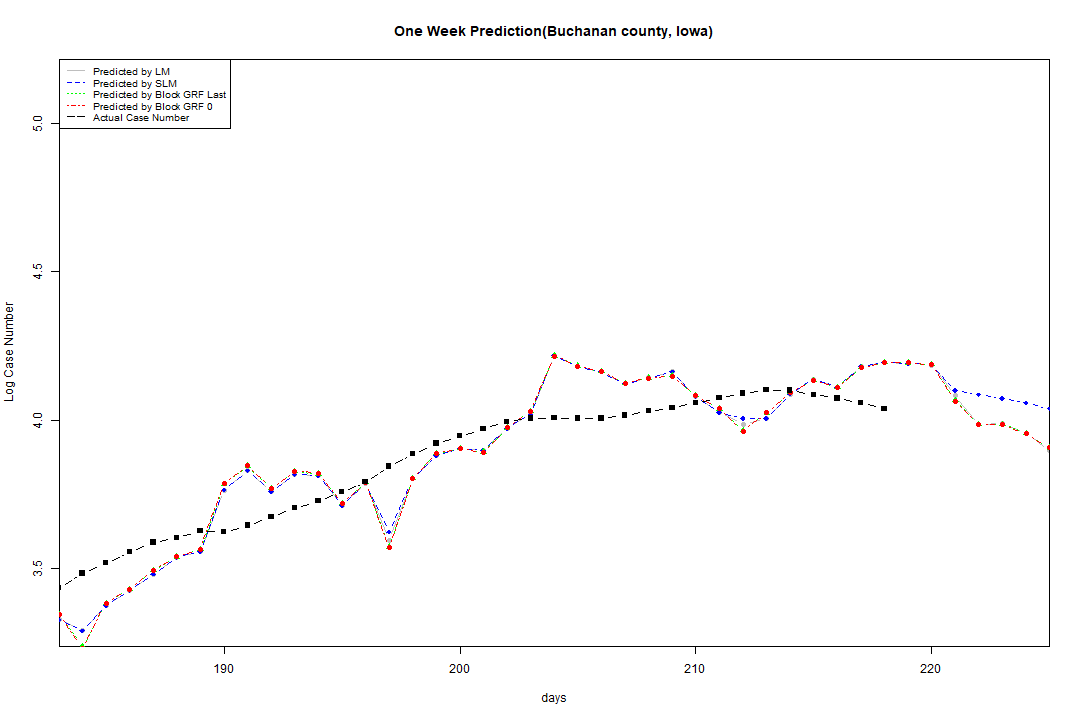 One Week Prediction(Buchanan county, Iowa)
Predicted by LM
Predicted by SLM
Predicted by Block GRF Last
Predicted by Block GRF 0
Actual Case Number
5.0
4.5
4.0
3.5
Log Case Number
190
200
210
220
days